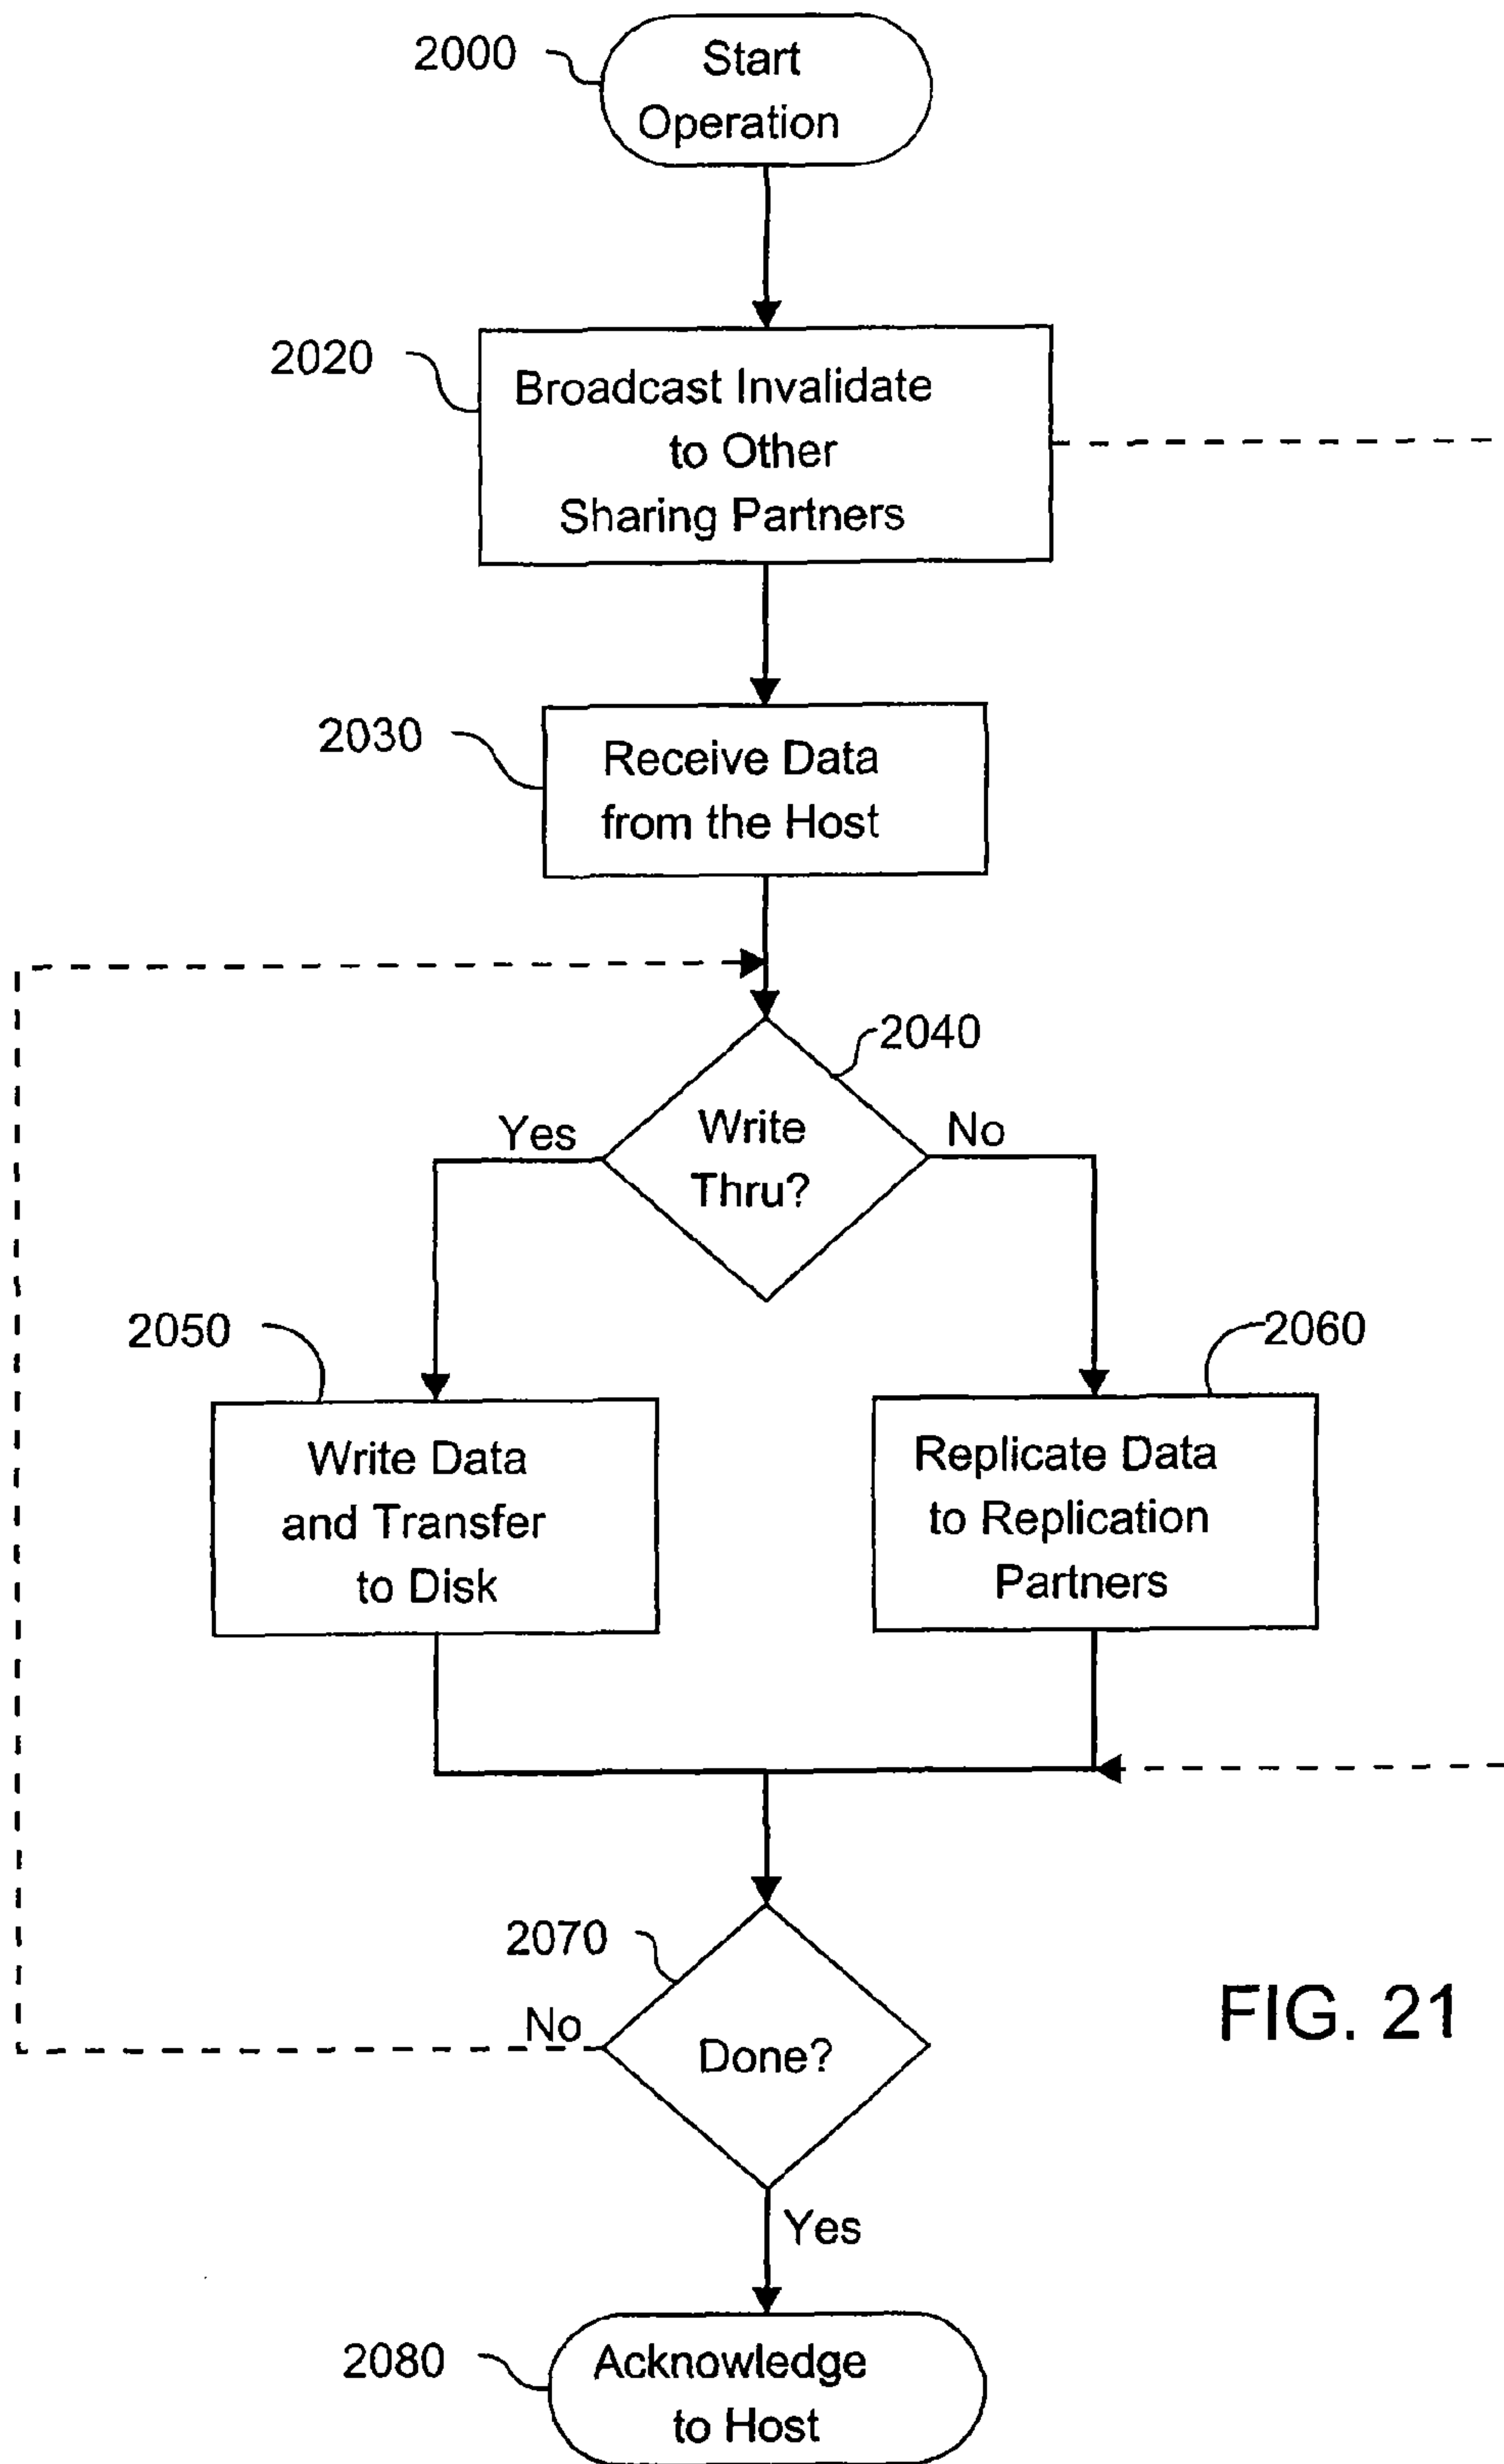 2000
Start
Operation
2020
Broadcast Invalidate
to Other
Sharing Partners
2030
Receive Data
from the Host
2040
Write
Thru?
Yes
No
2050
Write Data
and Transfer
to Disk
2060
Replicate Data
to Replication
Partners
2070
Done?
No
Yes
FIG. 21
2080
Acknowledge
to Host